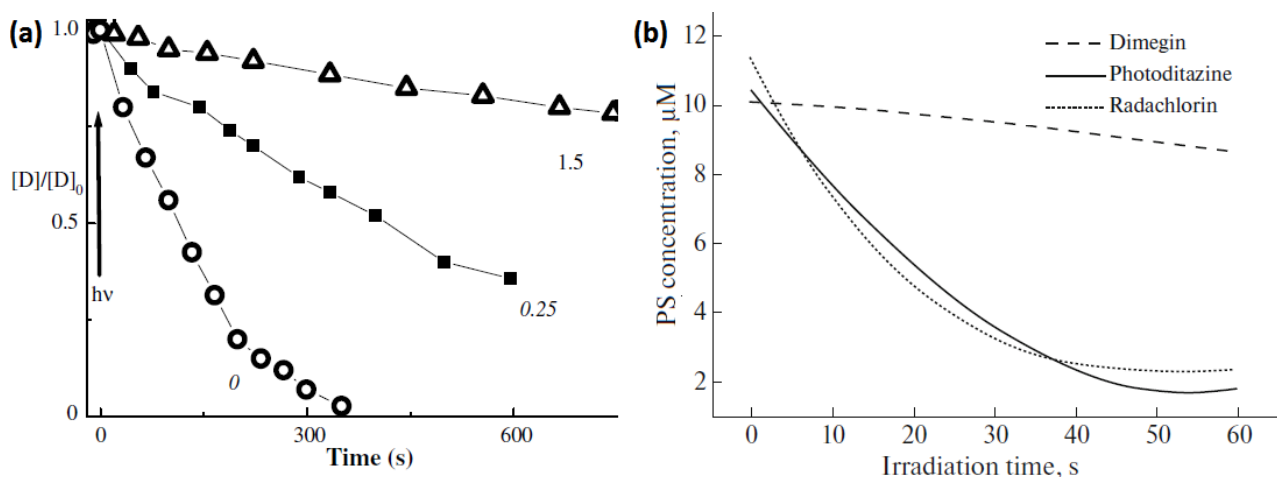 (a)
1.0
[D]/[D]0
0.5
0
hν
1.5
0.25
0
0
300
600
Time (s)
(b)
12
10
8
6
4
2
PS concentration, μM
Dimegin
Photoditazine
Radachlorin
0
10
20
30
40
50
60
Irradiation time, s